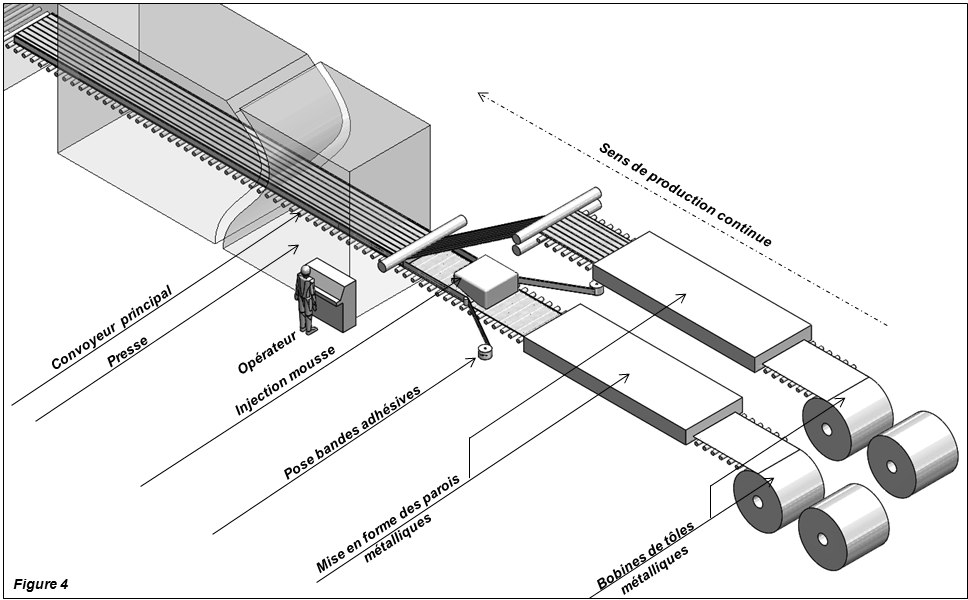 Sens de production continue
Convoyeur principal
Presse
Opérateur
Injection mousse
Pose bandes adhésives
Mise en forme des parois
métalliques
Bobines de tôles
métalliques
Figure 4